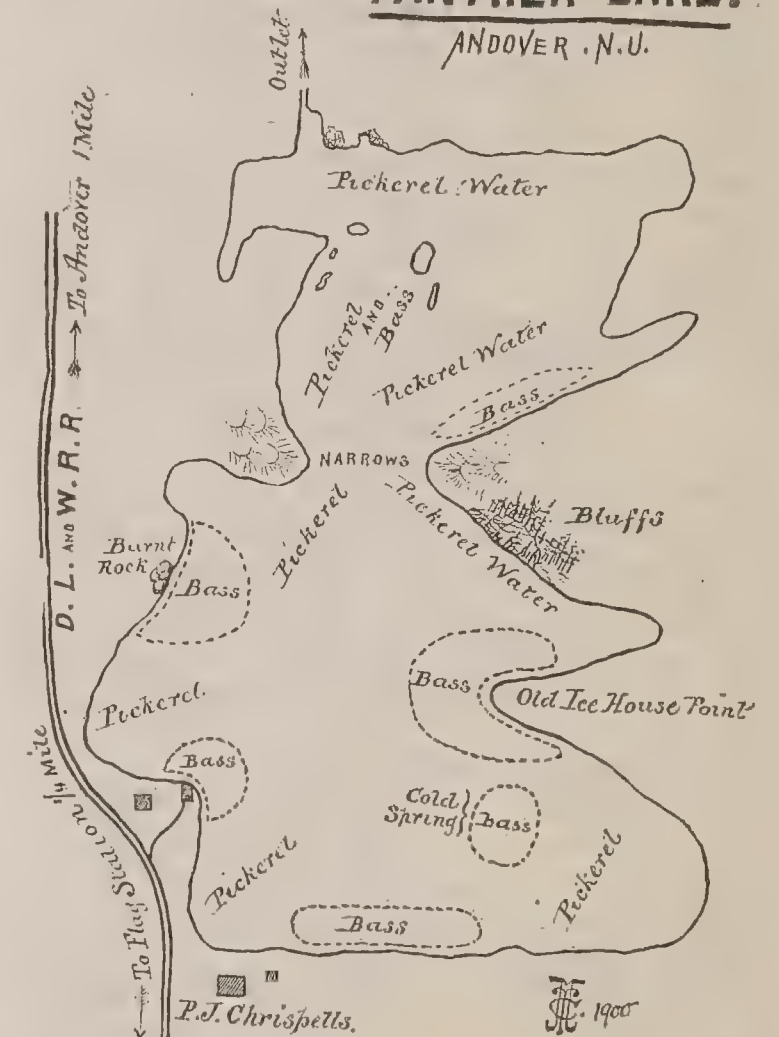 ANDOVER . N.J.
Outlet.
To Andover 1 Mile
Pickerel Water
Pickerel
AND
Bass
Pickerel Water
Bass
NARROWS
D. L. AND W. R. R.
Pickerel
Pickerel Water
Bluffs
Burnt
Rock
Bass
Pickerel
Bass
Old Ice House Point
Bass
Cold
Spring
Bass
To Flag Station 1/4 Mile
Pickerel
Pickerel
Bass
P. J. Chrispells.
1900